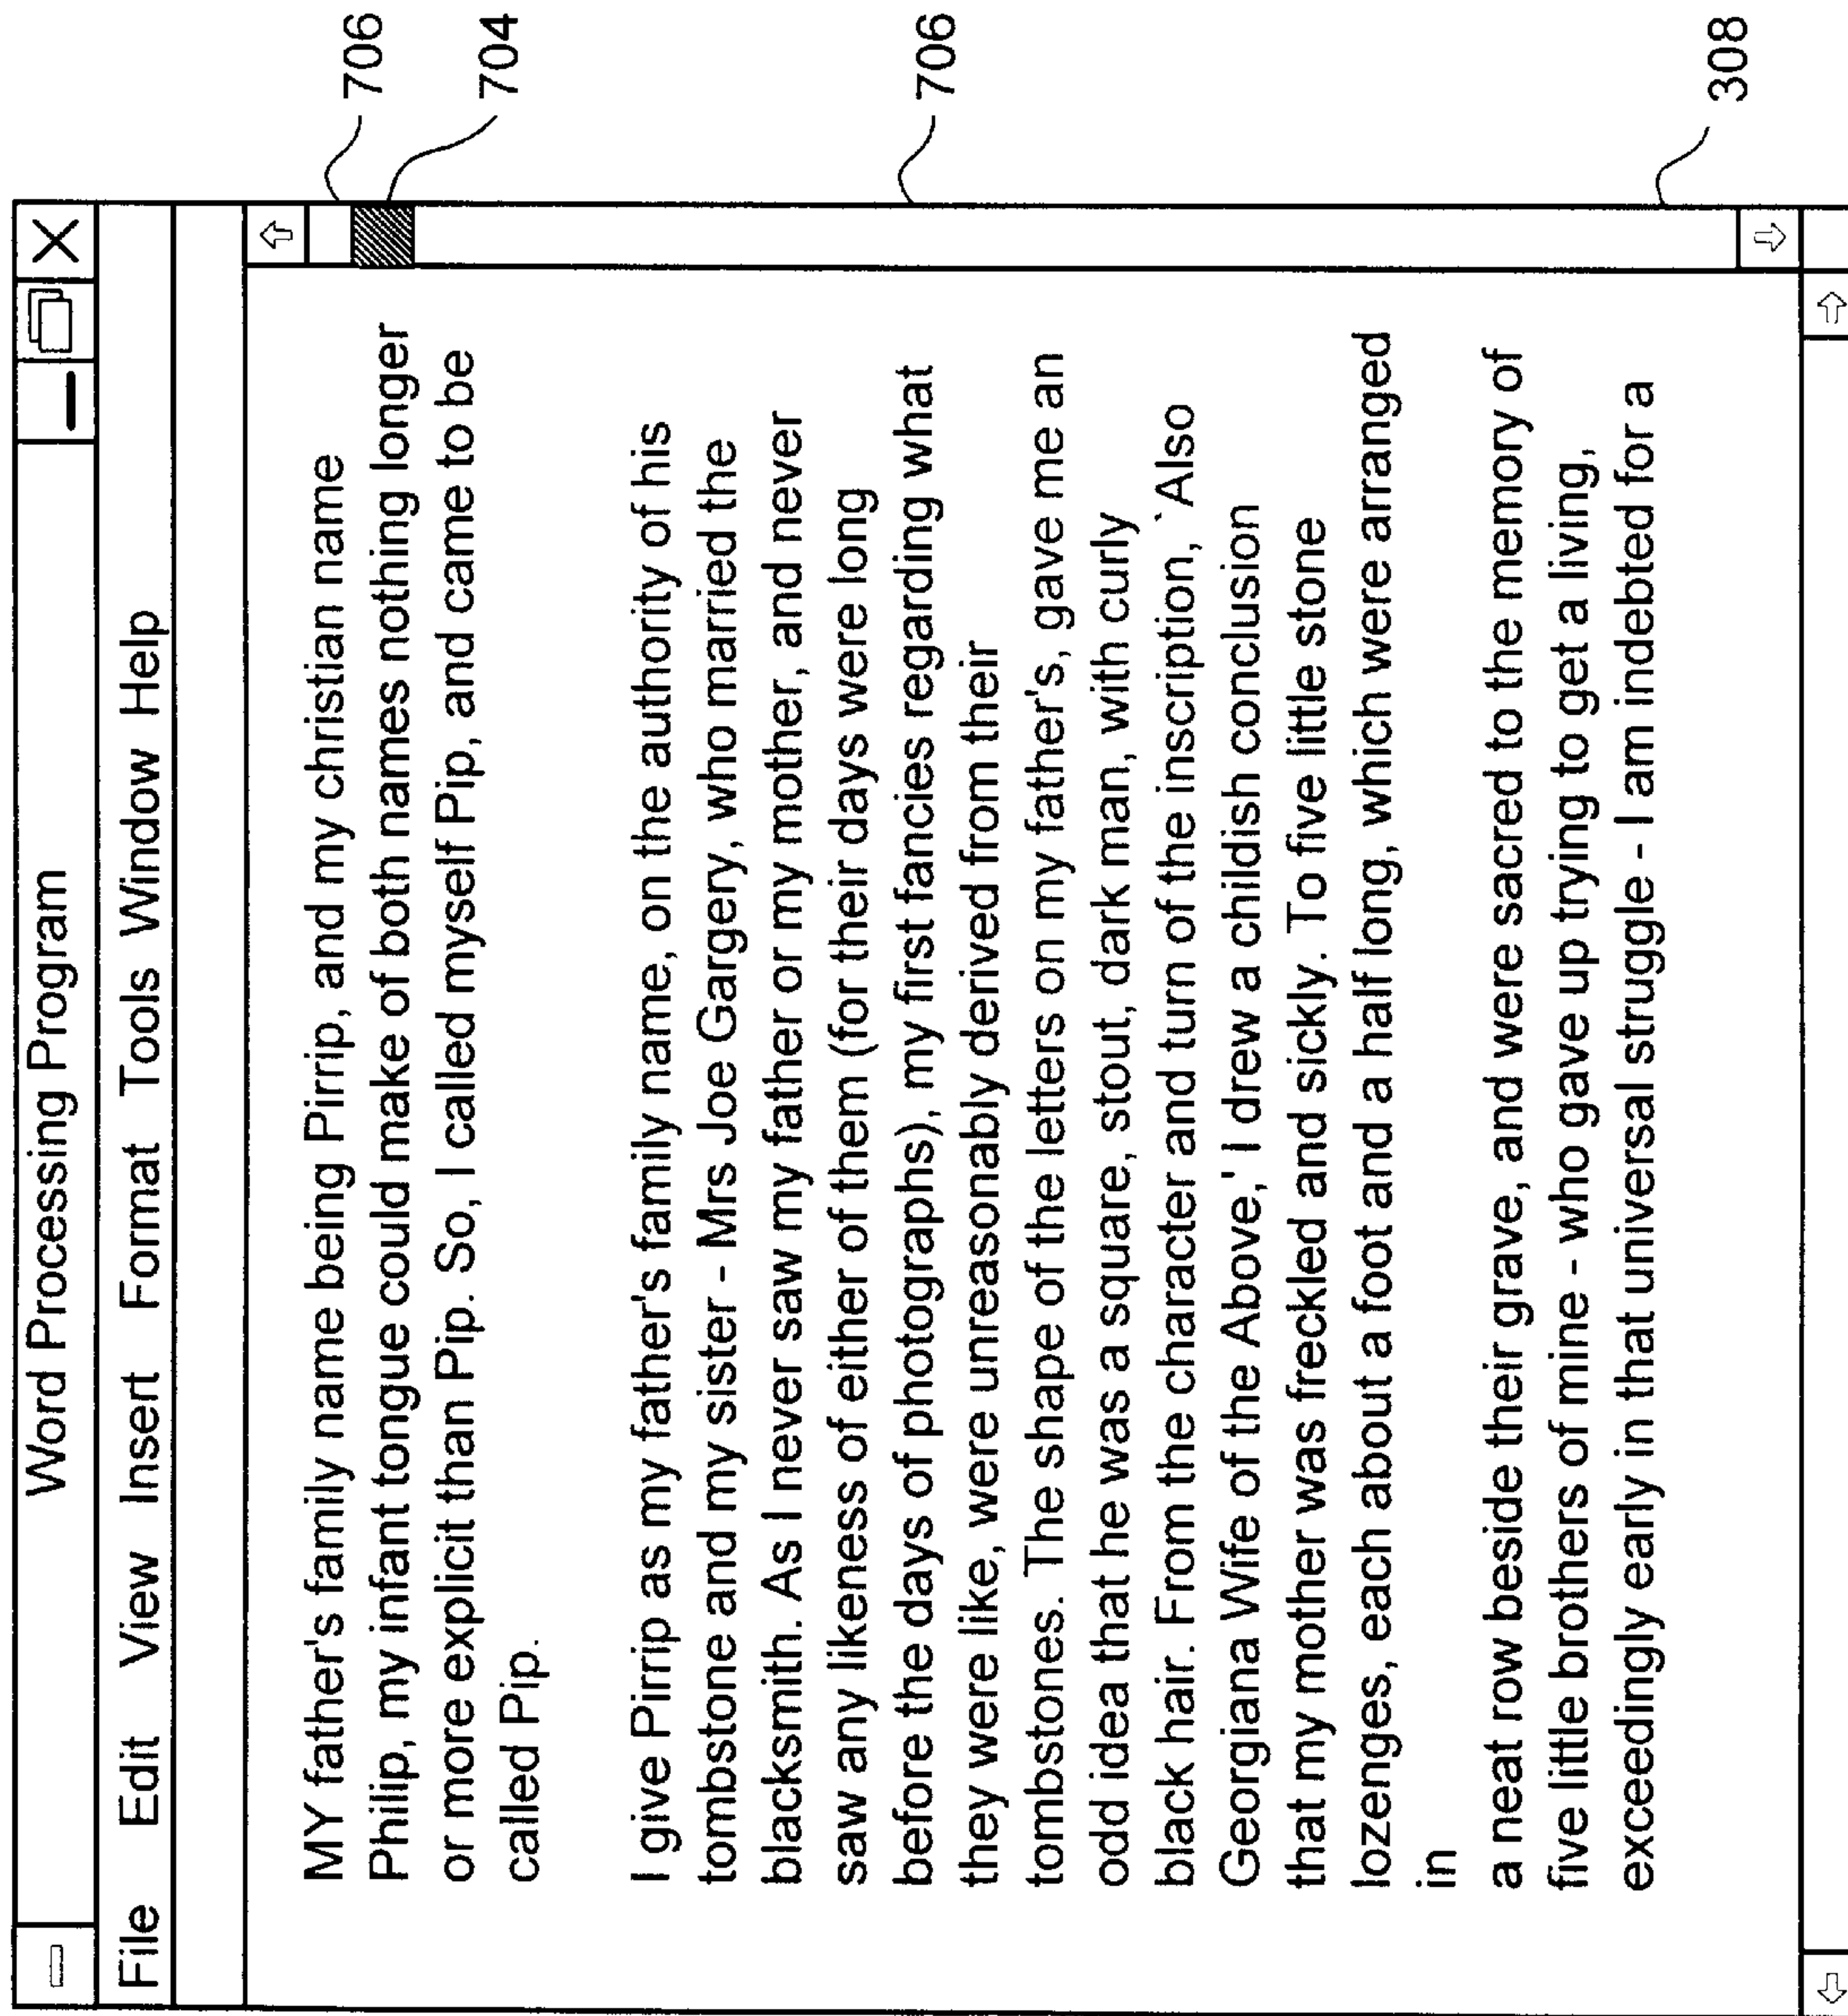 Word Processing Program
File Edit View Insert Format Tools Window Help
MY father's family name being Pirrip, and my christian name
Philip, my infant tongue could make of both names nothing longer
or more explicit than Pip. So, I called myself Pip, and came to be
called Pip.
I give Pirrip as my father's family name, on the authority of his
tombstone and my sister - Mrs Joe Gargery, who married the
blacksmith. As I never saw my father or my mother, and never
saw any likeness of either of them (for their days were long
before the days of photographs), my first fancies regarding what
they were like, were unreasonably derived from their
tombstones. The shape of the letters on my father's, gave me an
odd idea that he was a square, stout, dark man, with curly
black hair. From the character and turn of the inscription, `Also
Georgiana Wife of the Above,' I drew a childish conclusion
that my mother was freckled and sickly. To five little stone
lozenges, each about a foot and a half long, which were arranged
in
a neat row beside their grave, and were sacred to the memory of
five little brothers of mine - who gave up trying to get a living,
exceedingly early in that universal struggle - I am indebted for a
706
704
706
308